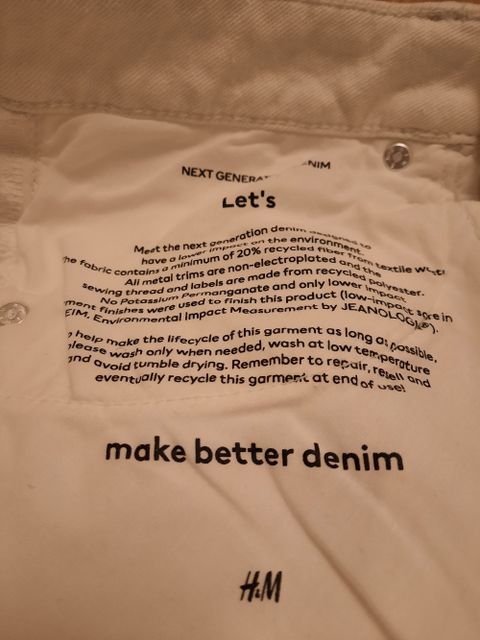 NEXT GENERA NIM
Let's
Meet the next generation denim designed to
have a lower impact on the environment
he fabric contains a minimum of 20% recycled fiber from textile
All metal trims are non-electroplated and the
sewing thread and labels are made from recycled polyester.
No Potassium Permanganate and only lower impact
ment finishes were used to finish this product (low-impact score in
EIM, Environmental Impact Measurement by JEANOLOGIA®).
help make the lifecycle of this garment as long as possible,
lease wash only when needed, wash at low temperature
and avoid tumble drying. Remember to repair, resell and
eventually recycle this garment at end of use!
make better denim
H&M